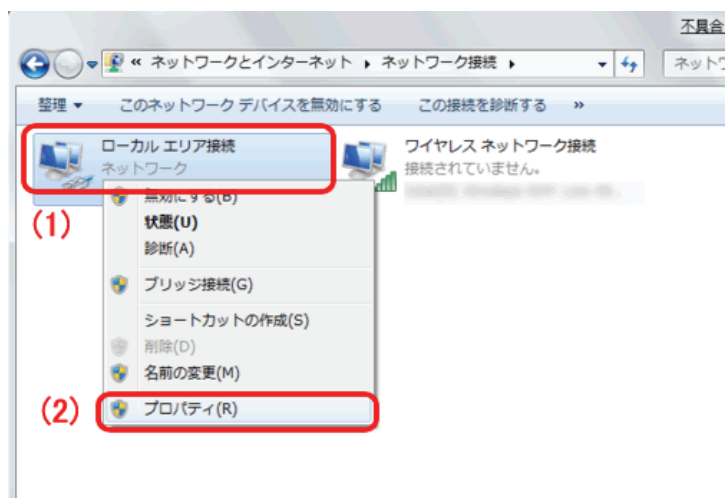 不具合
« ネットワークとインターネット ▸ ネットワーク接続 ▸
整理 ▼ このネットワーク デバイスを無効にする この接続を診断する »
ローカル エリア接続
ネットワーク
ワイヤレス ネットワーク接続
接続されていません。
(1)
無効にする(B)
状態(U)
診断(A)
ブリッジ接続(G)
ショートカットの作成(S)
削除(D)
名前の変更(M)
(2)
プロパティ(R)